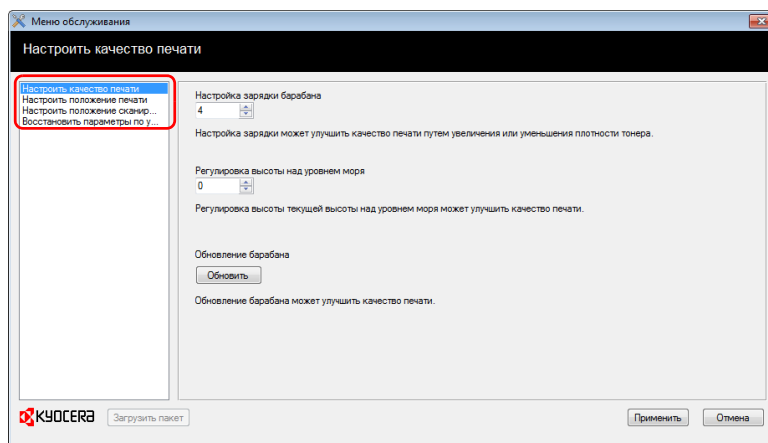 Меню обслуживания
Настроить качество печати
Настроить качество печати
Настроить положение печати
Настроить положение сканир...
Восстановить параметры по у...
Настройка зарядки барабана
4
Настройка зарядки может улучшить качество печати путем увеличения или уменьшения плотности тонера.
Регулировка высоты над уровнем моря
0
Регулировка высоты текущей высоты над уровнем моря может улучшить качество печати.
Обновление барабана
Обновить
Обновление барабана может улучшить качество печати.
KYOCERA
Загрузить пакет
Применить
Отмена